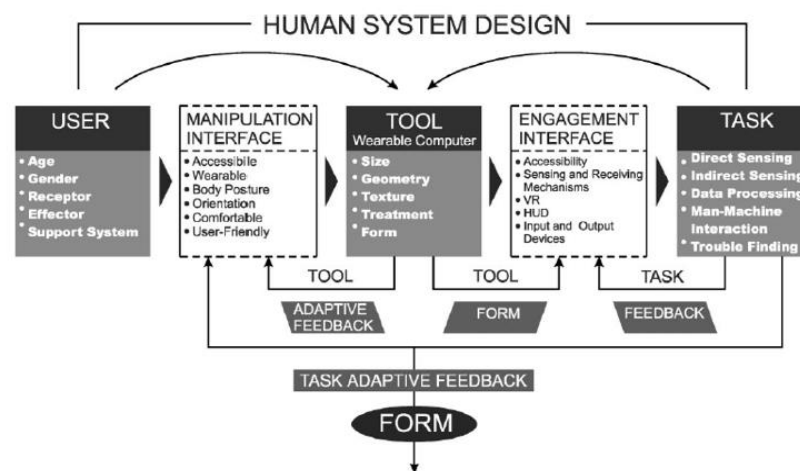 HUMAN SYSTEM DESIGN
USER
• Age
• Gender
• Receptor
• Effector
• Support System
MANIPULATION
INTERFACE
• Accessibile
• Wearable
• Body Posture
• Orientation
• Comfortable
• User-Friendly
TOOL
Wearable Computer
• Size
• Geometry
• Texture
• Treatment
• Form
ENGAGEMENT
INTERFACE
• Accessibility
• Sensing and Receiving
Mechanisms
• VR
• HUD
• Input and Output
Devices
TASK
• Direct Sensing
• Indirect Sensing
• Data Processing
• Man-Machine
Interaction
• Trouble Finding
TOOL
ADAPTIVE
FEEDBACK
TOOL
FORM
TASK
FEEDBACK
TASK ADAPTIVE FEEDBACK
FORM